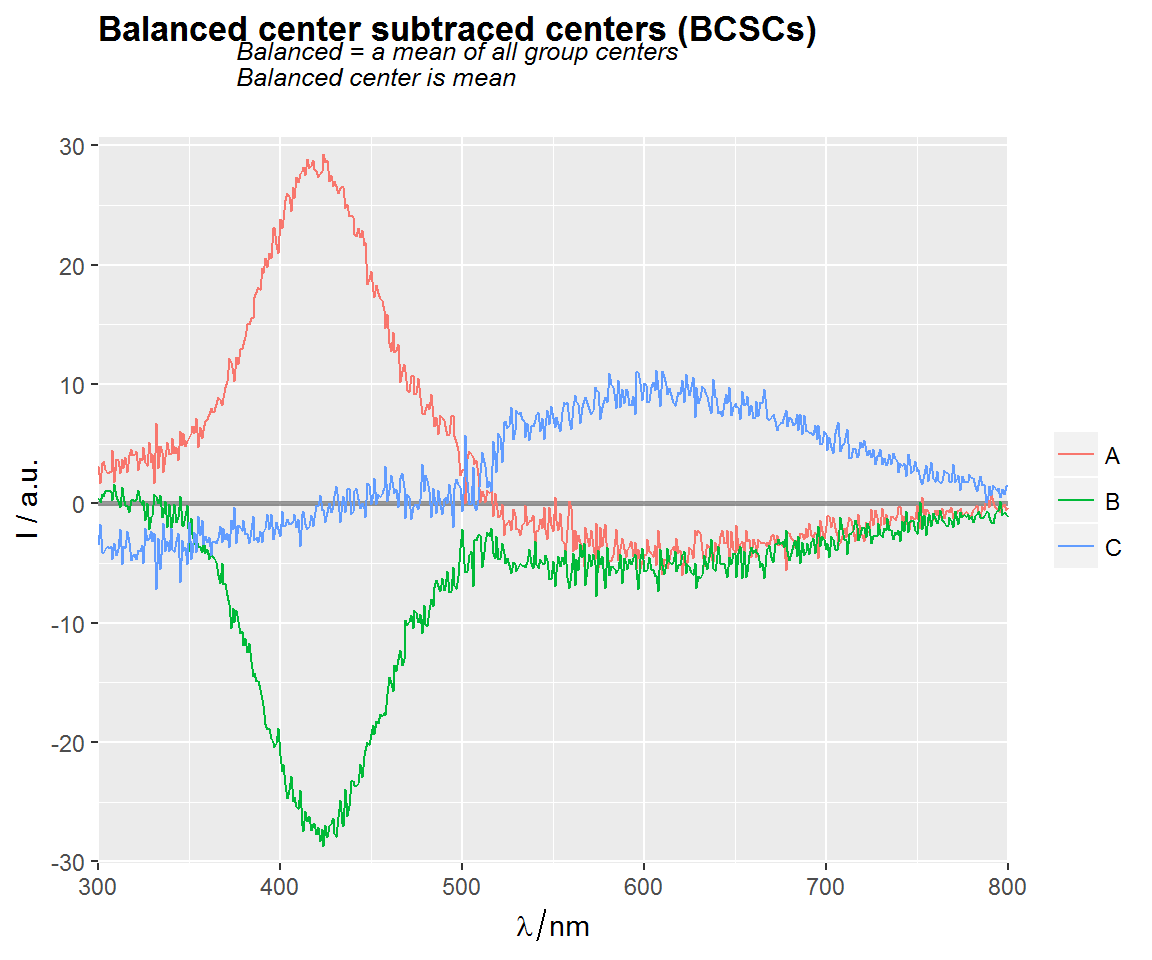 Balanced center subtraced centers (BCSCs)
Balanced = a mean of all group centers
Balanced center is mean
30
20
10
0
-10
-20
-30
I / a.u.
300 400 500 600 700 800
λ/nm
A
B
C